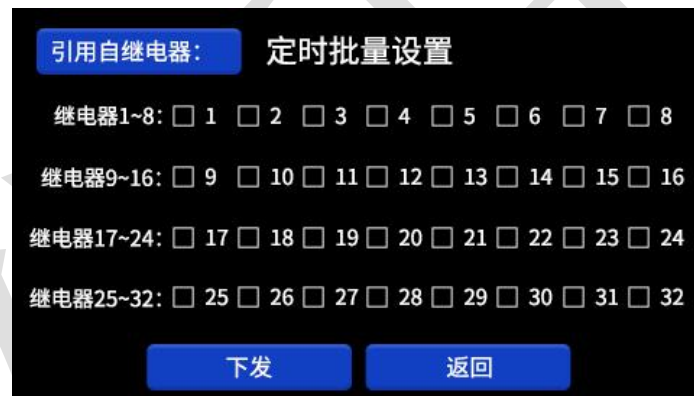 引用自继电器： 定时批量设置
继电器1~8: 1 2 3 4 5 6 7 8
继电器9~16: 9 10 11 12 13 14 15 16
继电器17~24: 17 18 19 20 21 22 23 24
继电器25~32: 25 26 27 28 29 30 31 32
下发 返回